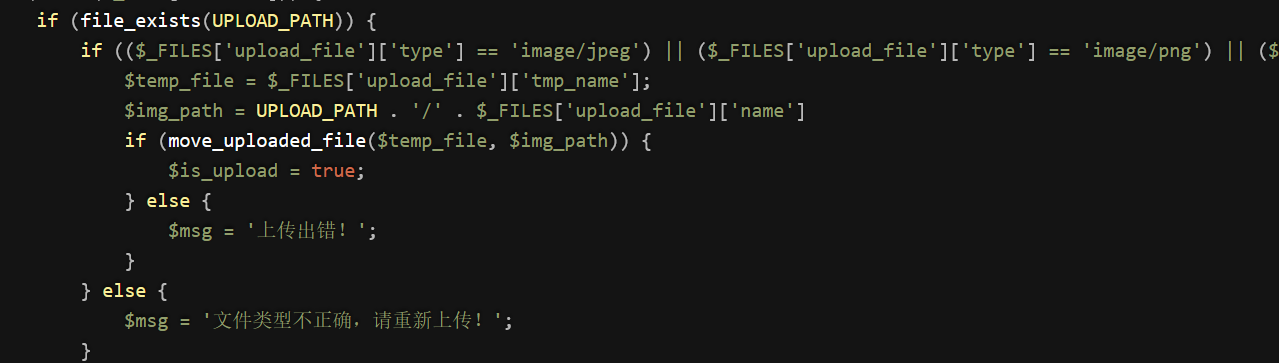 if (file_exists(UPLOAD_PATH)) {
if (($_FILES['upload_file']['type'] == 'image/jpeg') || ($_FILES['upload_file']['type'] == 'image/png') || ($
$temp_file = $_FILES['upload_file']['tmp_name'];
$img_path = UPLOAD_PATH . '/' . $_FILES['upload_file']['name']
if (move_uploaded_file($temp_file, $img_path)) {
$is_upload = true;
} else {
$msg = '上传出错！';
}
} else {
$msg = '文件类型不正确，请重新上传！';
}